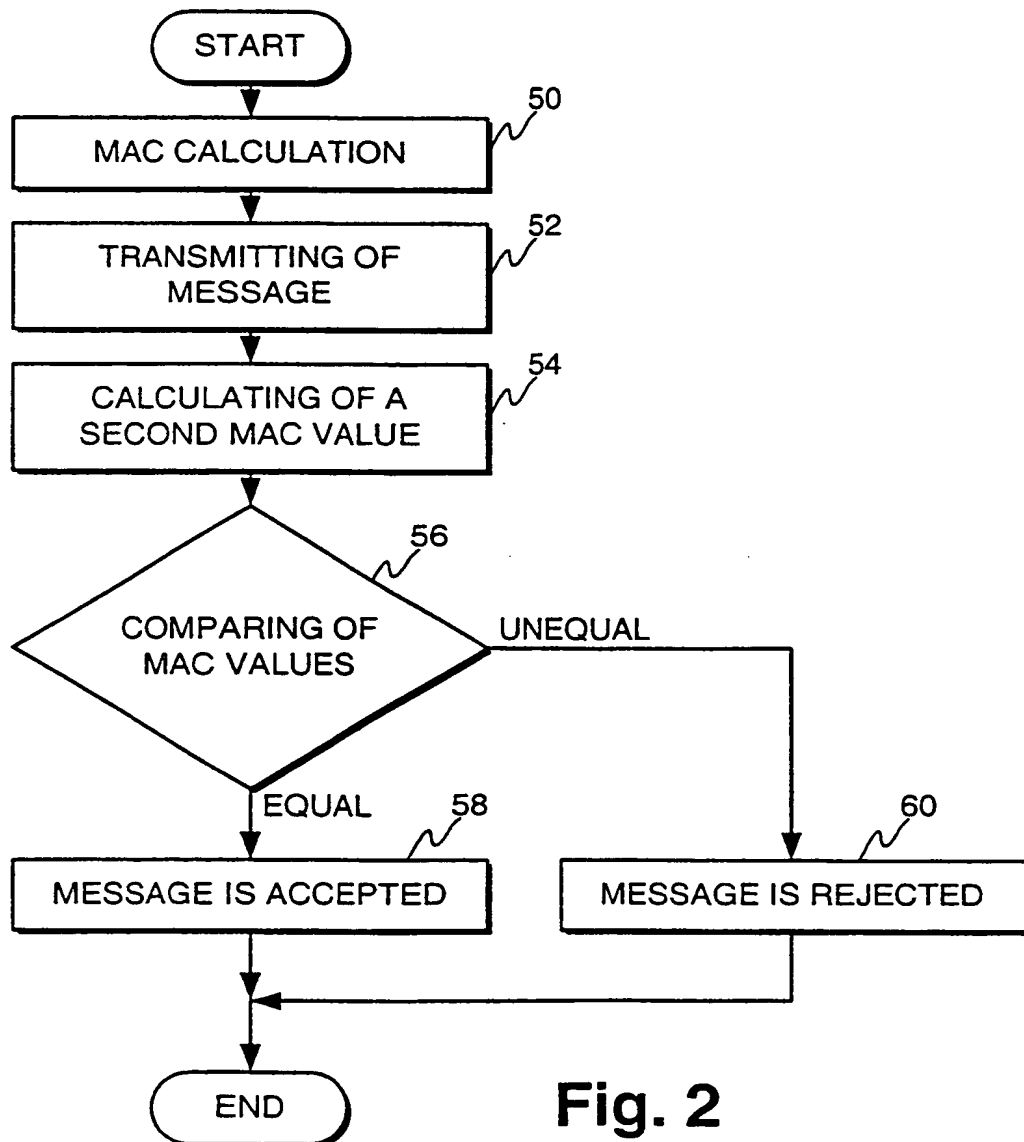 START
50
MAC CALCULATION
52
TRANSMITTING OF
MESSAGE
54
CALCULATING OF A
SECOND MAC VALUE
56
COMPARING OF
MAC VALUES
UNEQUAL
EQUAL
58
60
MESSAGE IS ACCEPTED
MESSAGE IS REJECTED
END
Fig. 2